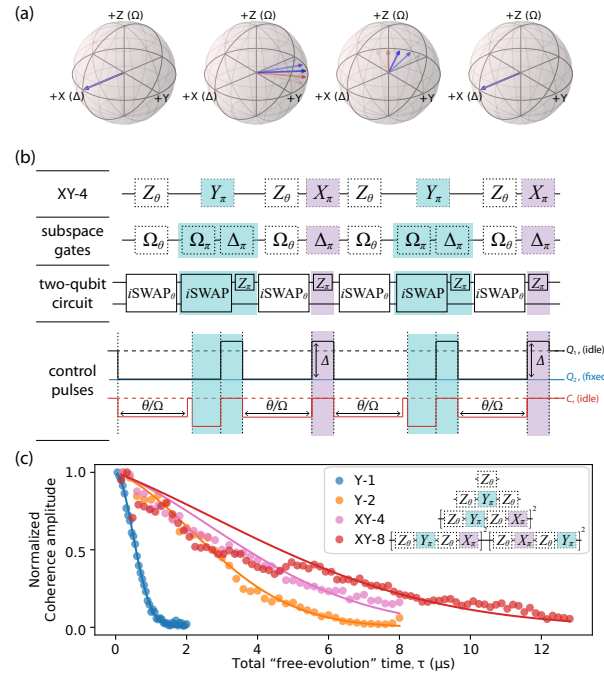 (a)
+Z (Ω) +Z (Ω) +Z (Ω) +Z (Ω)
+X (Δ) +Y +X (Δ) +Y +X (Δ) +Y +X (Δ) +Y
(b)
XY-4 Z_θ Y_π Z_θ X_π Z_θ Y_π Z_θ X_π
subspace
gates
Ω_θ Ω_π Δ_π Ω_θ Δ_π Ω_θ Ω_π Δ_π Ω_θ Δ_π
two-qubit
circuit
iSWAP_θ iSWAP Z_π iSWAP_θ Z_π iSWAP_θ iSWAP Z_π iSWAP_θ Z_π
control
pulses
Q₁, (idle)
Δ Δ
Q₂, (fixed)
C, (idle)
θ/Ω θ/Ω θ/Ω θ/Ω
(c)
Normalized
Coherence amplitude
1.0
0.5
0.0
Y-1
Y-2
XY-4
XY-8
Z_θ
Z_θ Y_π Z_θ
[Z_θ Y_π Z_θ X_π]²
[Z_θ Y_π Z_θ X_π]² [Z_θ X_π Z_θ Y_π]²
0 2 4 6 8 10 12
Total “free-evolution” time, τ (μs)